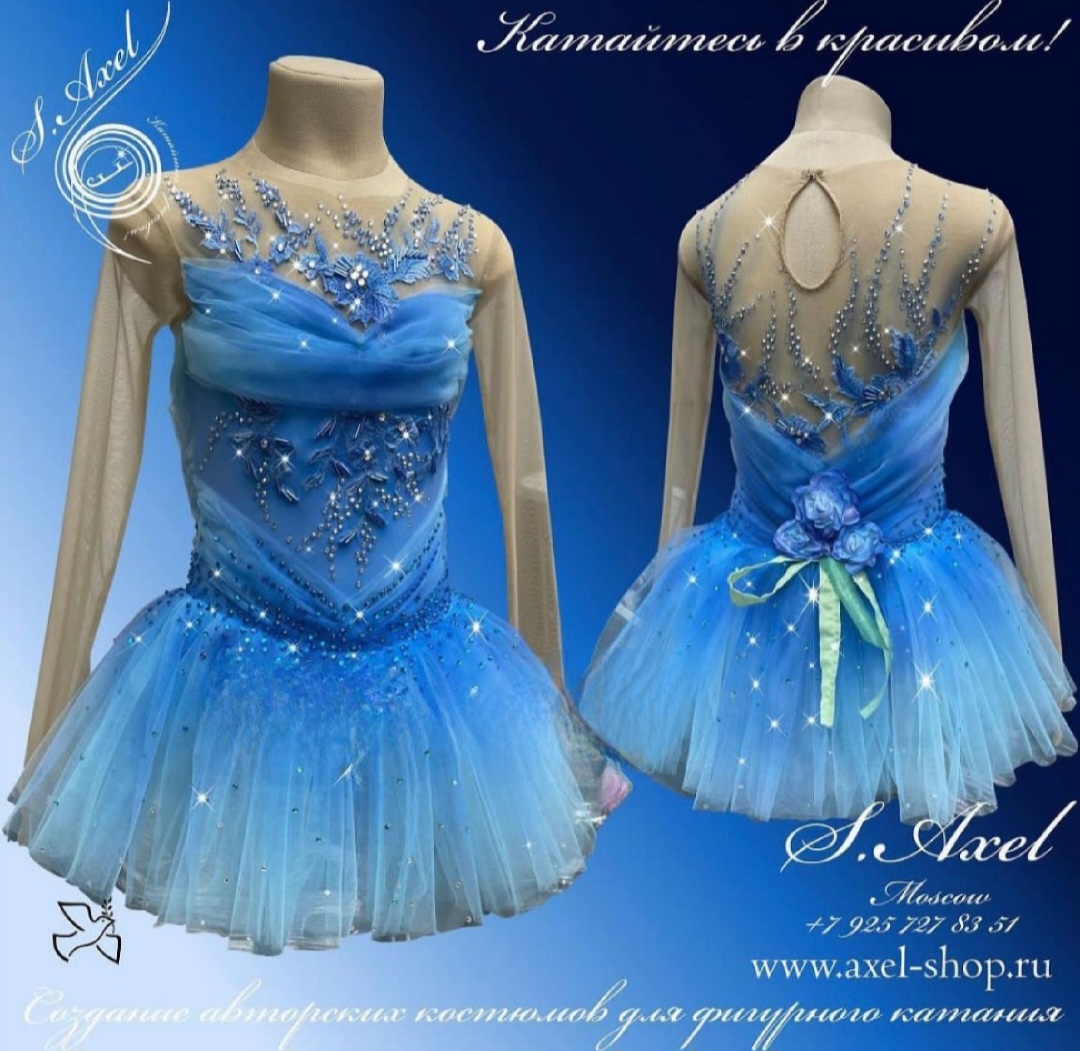 S. Axel
Катайтесь в красивом!
S. Axel
Moscow
+7 925 727 83 51
www.axel-shop.ru
Создание авторских костюмов для фигурного катания